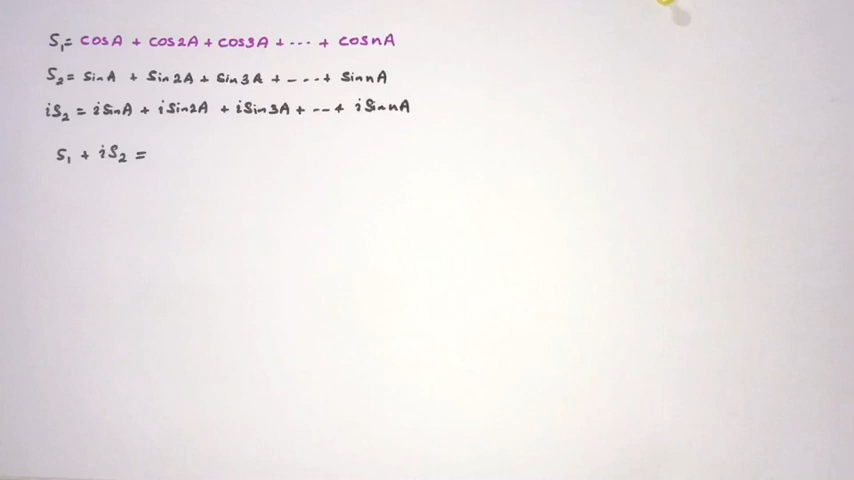 S₁= cosA + cos2A + cos3A + ... + cosnA
S₂= sinA + sin2A + sin3A + ---.+ sinnA
iS₂ = isinA + isin2A + isin3A + --+ isinnA
S₁ + iS₂ =